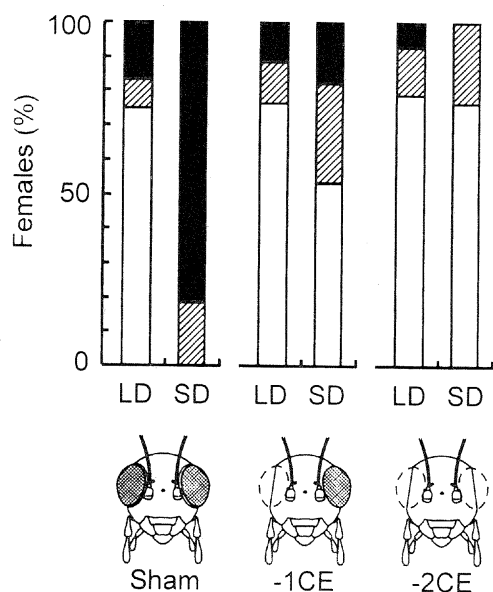 100
Females (%)
50
0
LD SD LD SD LD SD
Sham -1CE -2CE